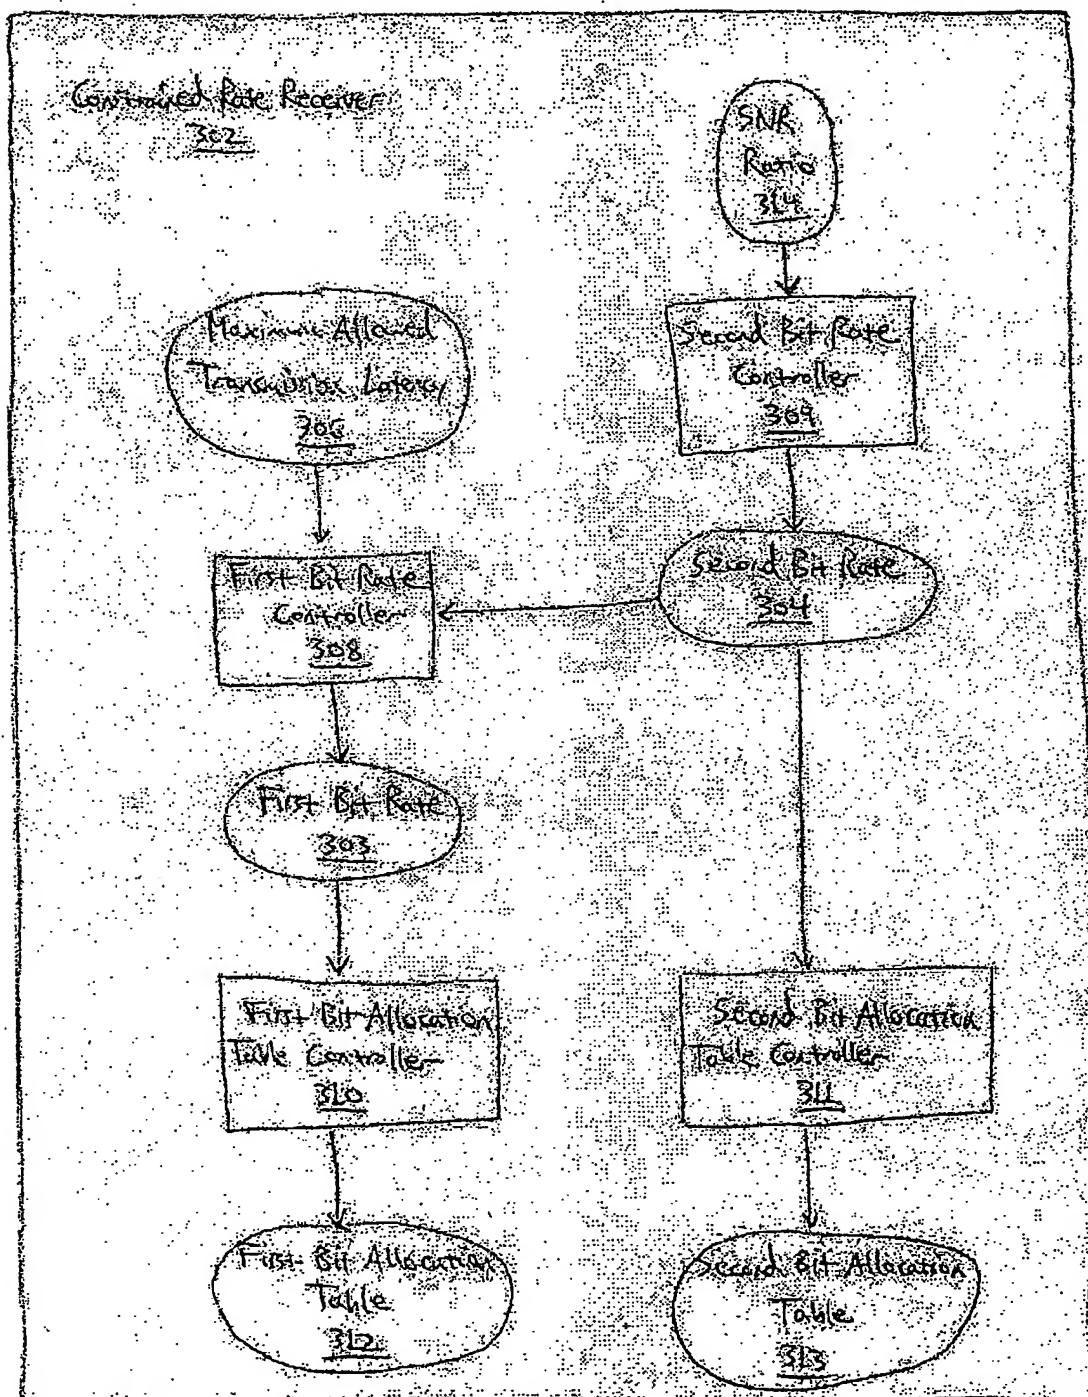 Constrained Rate Receiver
302
SNR
Ratio
314
Maximum Allowed
Transmission Latency
306
Second Bit Rate
Controller
309
First Bit Rate
Controller
308
Second Bit Rate
304
First Bit Rate
303
First Bit Allocation
Table Controller
310
Second Bit Allocation
Table Controller
311
First Bit Allocation
Table
312
Second Bit Allocation
Table
313